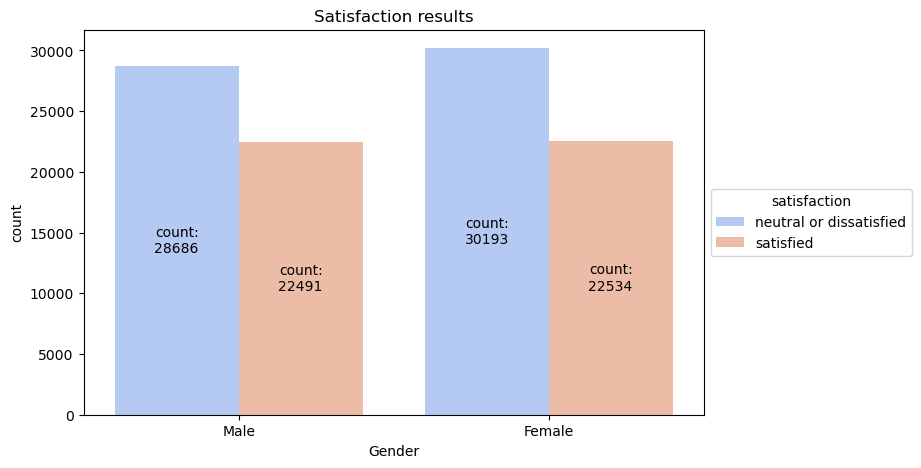 Satisfaction results
30000
25000
20000
15000
10000
5000
0
count
count:
28686
count:
22491
count:
30193
count:
22534
Male
Female
Gender
satisfaction
neutral or dissatisfied
satisfied